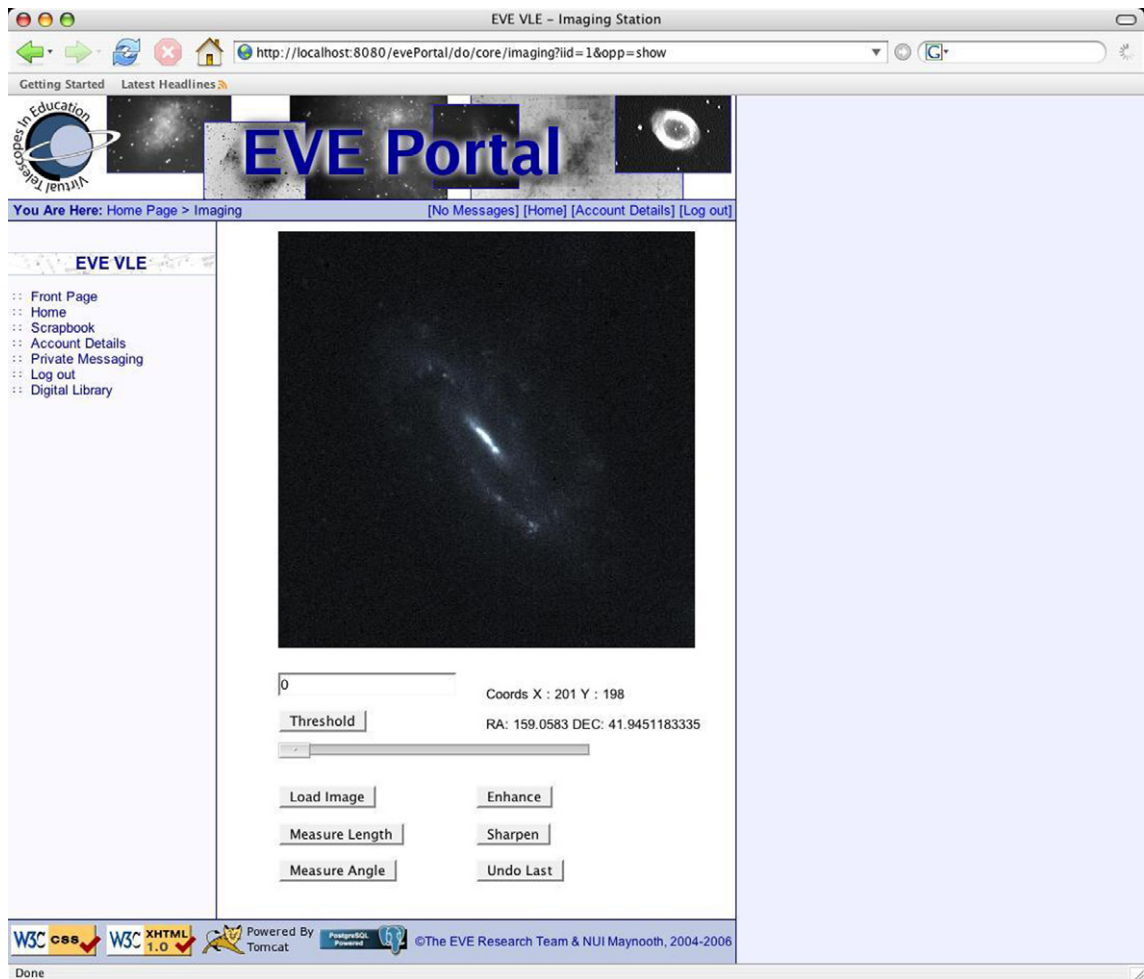 EVE VLE – Imaging Station
http://localhost:8080/evePortal/do/core/imaging?iid=1&opp=show
G
Getting Started Latest Headlines
Telescopes In Education
Virtual
EVE Portal
You Are Here: Home Page > Imaging
[No Messages] [Home] [Account Details] [Log out]
EVE VLE
:: Front Page
:: Home
:: Scrapbook
:: Account Details
:: Private Messaging
:: Log out
:: Digital Library
0
Coords X : 201 Y : 198
Threshold
RA: 159.0583 DEC: 41.9451183335
Load Image
Enhance
Measure Length
Sharpen
Measure Angle
Undo Last
W3C css
W3C XHTML 1.0
Powered By
Tomcat
PostgreSQL
Powered
©The EVE Research Team & NUI Maynooth, 2004-2006
Done